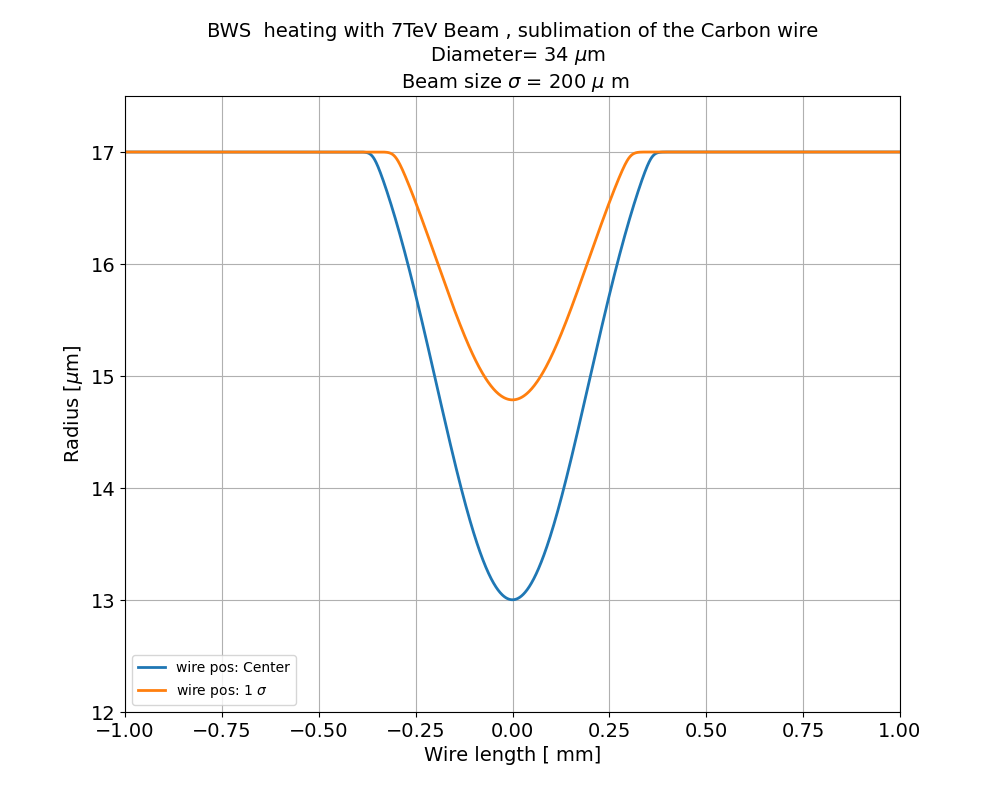 BWS  heating with 7TeV Beam , sublimation of the Carbon wire
Diameter= 34 μm
Beam size σ = 200 μ m
17
16
15
14
13
12
Radius [μm]
wire pos: Center
wire pos: 1 σ
−1.00 −0.75 −0.50 −0.25 0.00 0.25 0.50 0.75 1.00
Wire length [ mm]